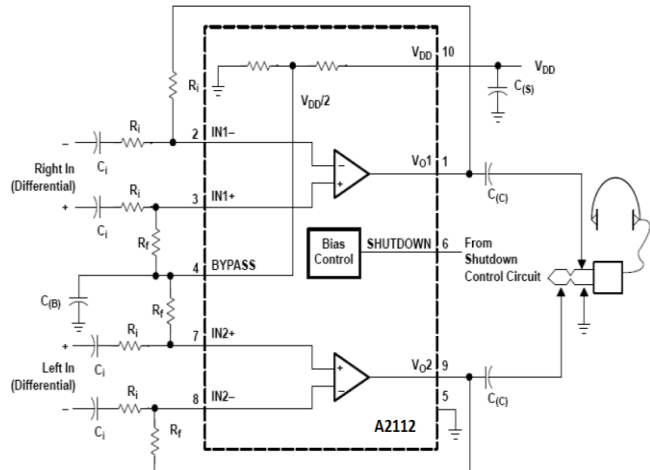 V_DD 10
V_DD
C_(S)
R_i
V_DD/2
–
R_i
2
IN1–
Right In
(Differential)
C_i
–
+
V_O1
1
C_(C)
+
R_i
3
IN1+
C_i
R_f
Bias
Control
SHUTDOWN
6
From
Shutdown
Control Circuit
4
BYPASS
C_(B)
R_f
7
IN2+
+
R_i
C_i
Left In
(Differential)
+
–
V_O2
9
C_(C)
–
R_i
8
IN2–
5
C_i
R_f
A2112